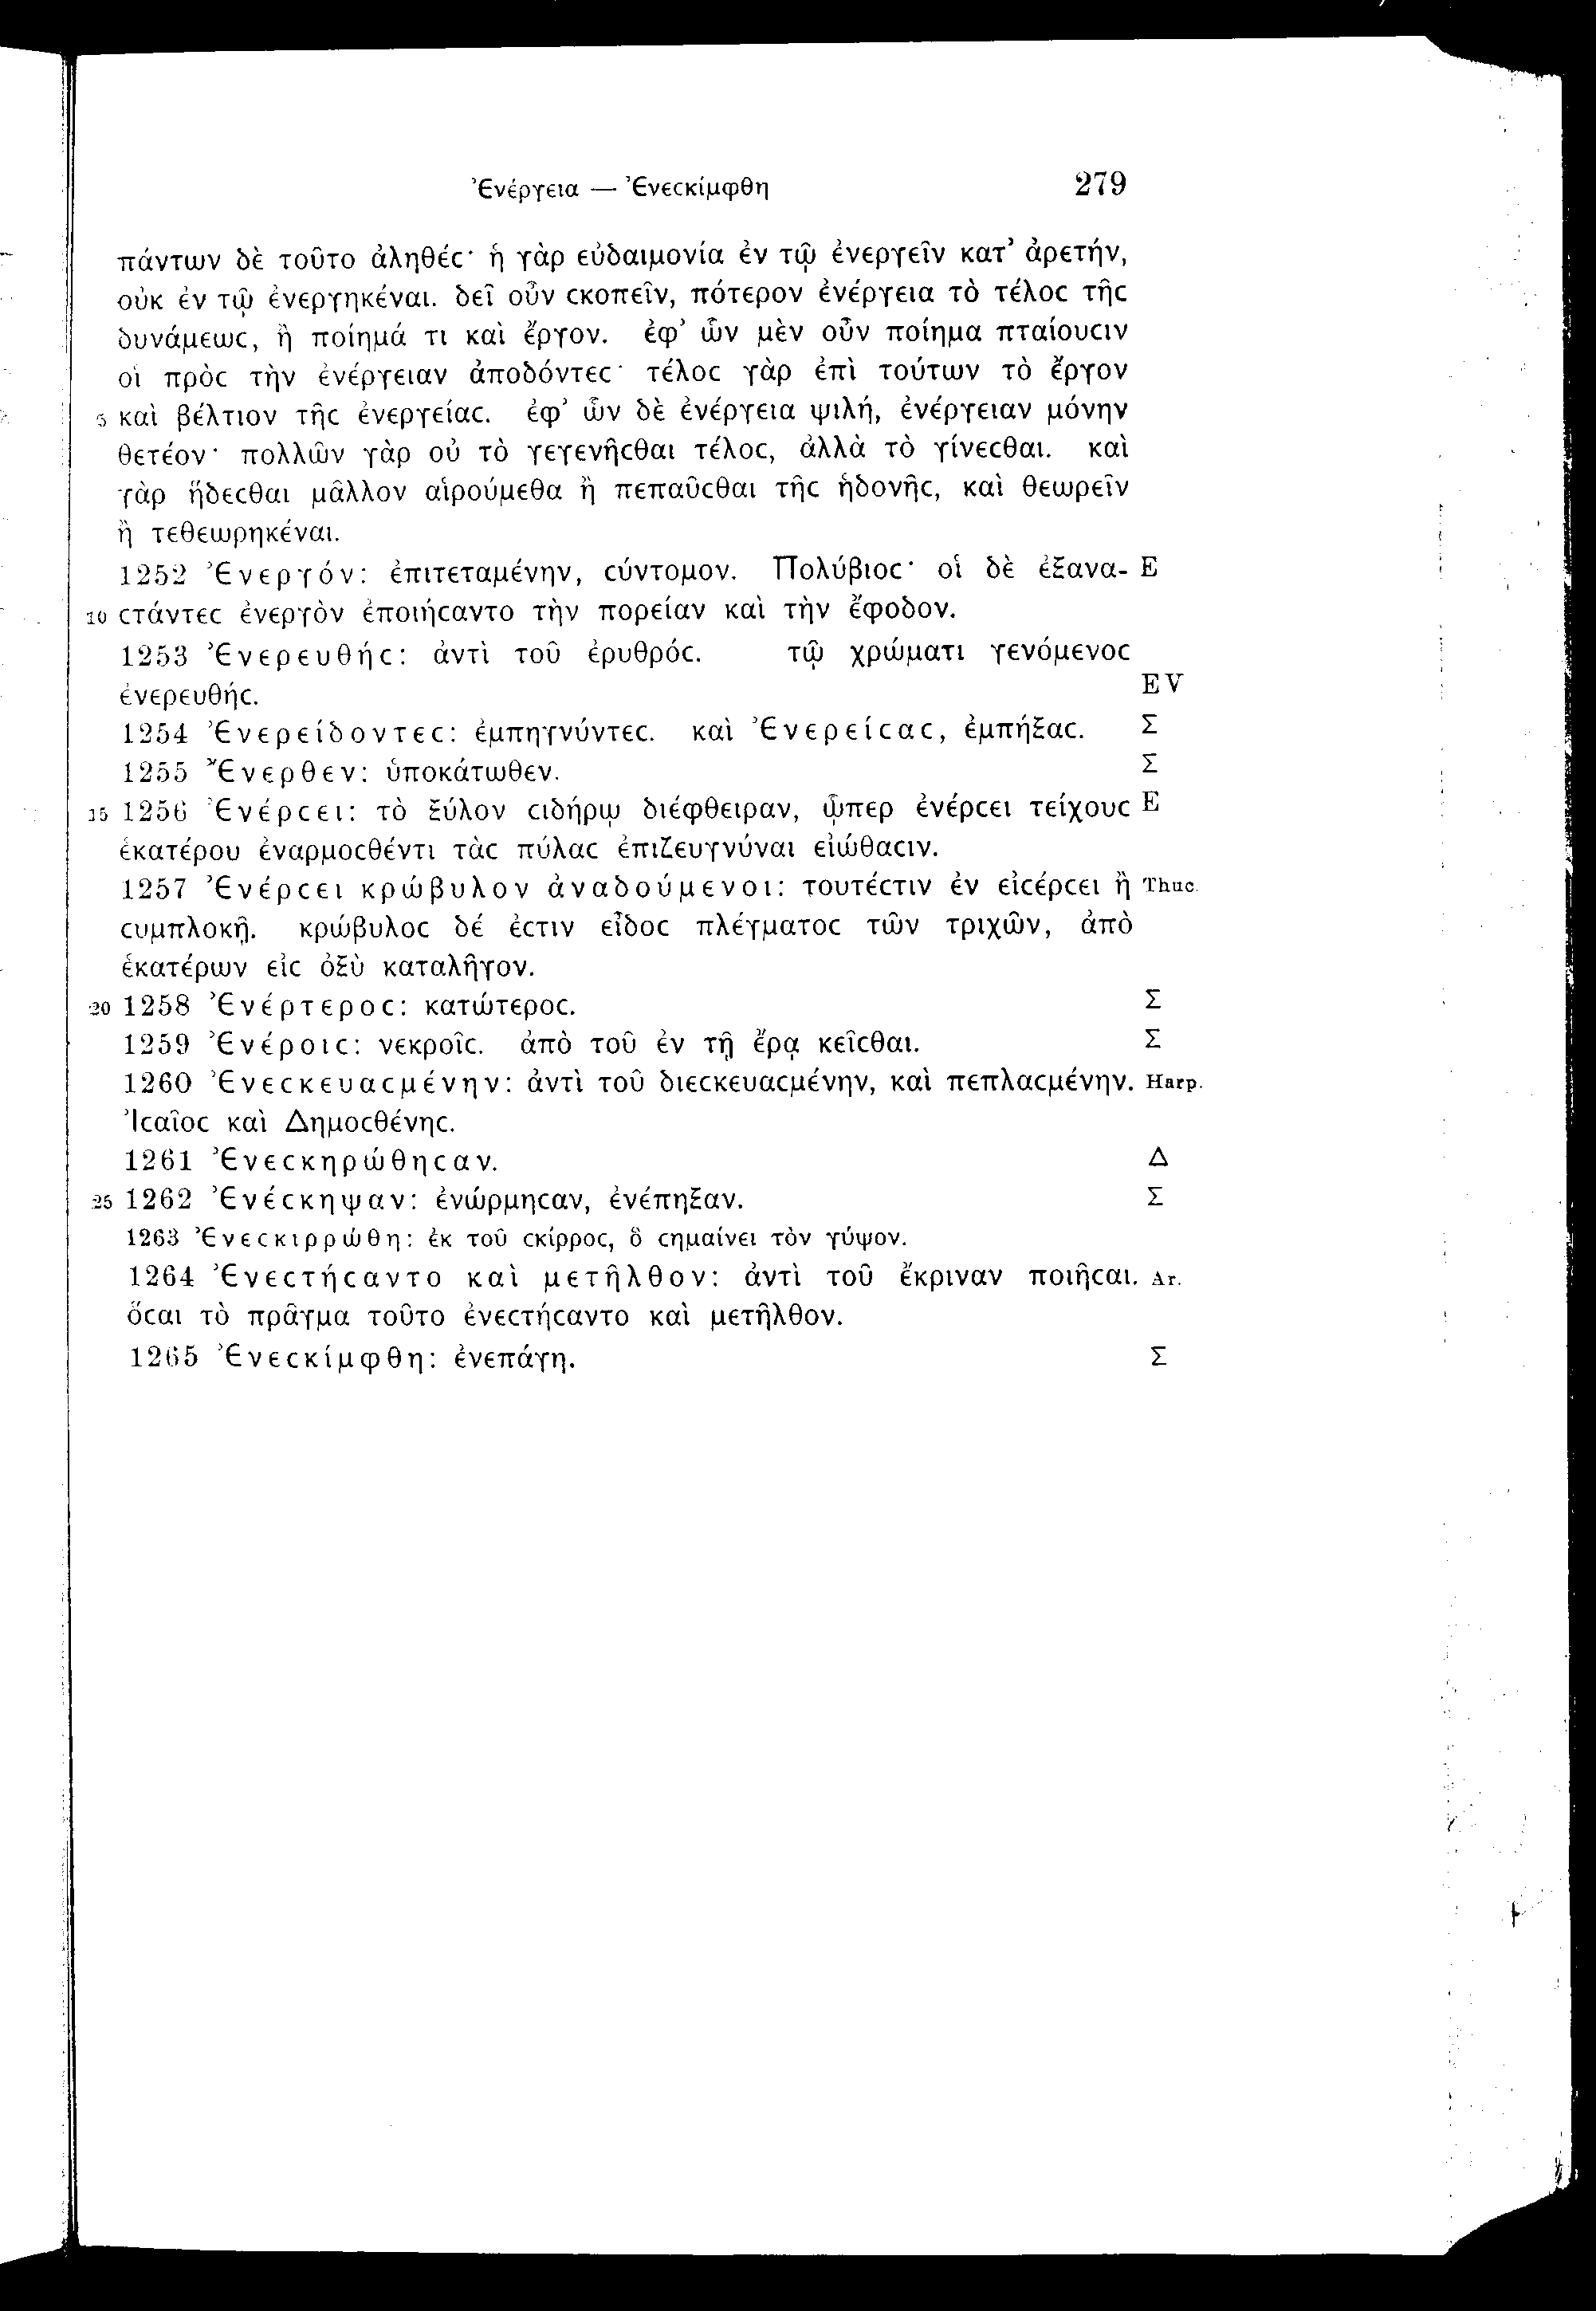 Ἐνέργεια — Ἐνεϲκίμφθη 279
πάντων δὲ τοῦτο ἀληθέϲ· ἡ γὰρ εὐδαιμονία ἐν τῷ ἐνεργεῖν κατ’ ἀρετήν,
οὐκ ἐν τῷ ἐνεργηκέναι. δεῖ οὖν ϲκοπεῖν, πότερον ἐνέργεια τὸ τέλοϲ τῆϲ
δυνάμεωϲ, ἢ ποίημά τι καὶ ἔργον. ἐφ’ ὧν μὲν οὖν ποίημα πταίουϲιν
οἱ πρὸϲ τὴν ἐνέργειαν ἀποδόντεϲ· τέλοϲ γὰρ ἐπὶ τούτων τὸ ἔργον
5 καὶ βέλτιον τῆϲ ἐνεργείαϲ. ἐφ’ ὧν δὲ ἐνέργεια ψιλή, ἐνέργειαν μόνην
θετέον· πολλῶν γὰρ οὐ τὸ γεγενῆϲθαι τέλοϲ, ἀλλὰ τὸ γίνεϲθαι. καὶ
γὰρ ἥδεϲθαι μᾶλλον αἱρούμεθα ἢ πεπαῦϲθαι τῆϲ ἡδονῆϲ, καὶ θεωρεῖν
ἢ τεθεωρηκέναι.
1252 Ἐνεργόν: ἐπιτεταμένην, ϲύντομον. Πολύβιοϲ· οἱ δὲ ἐξανα- E
10 ϲτάντεϲ ἐνεργὸν ἐποιήϲαντο τὴν πορείαν καὶ τὴν ἔφοδον.
1253 Ἐνερευθήϲ: ἀντὶ τοῦ ἐρυθρόϲ. τῷ χρώματι γενόμενοϲ
ἐνερευθήϲ. EV
1254 Ἐνερείδοντεϲ: ἐμπηγνύντεϲ. καὶ Ἐνερείϲαϲ, ἐμπήξαϲ. Σ
1255 Ἔνερθεν: ὑποκάτωθεν. Σ
15 1256 Ἐνέρϲει: τὸ ξύλον ϲιδήρῳ διέφθειραν, ᾧπερ ἐνέρϲει τείχουϲ E
ἑκατέρου ἐναρμοϲθέντι τὰϲ πύλαϲ ἐπιζευγνύναι εἰώθαϲιν.
1257 Ἐνέρϲει κρώβυλον ἀναδούμενοι: τουτέϲτιν ἐν εἰϲέρϲει ἢ Thuc.
ϲυμπλοκῇ. κρώβυλοϲ δέ ἐϲτιν εἶδοϲ πλέγματοϲ τῶν τριχῶν, ἀπὸ
ἑκατέρων εἰϲ ὀξὺ καταλῆγον.
20 1258 Ἐνέρτεροϲ: κατώτεροϲ. Σ
1259 Ἐνέροιϲ: νεκροῖϲ. ἀπὸ τοῦ ἐν τῇ ἔρᾳ κεῖϲθαι. Σ
1260 Ἐνεϲκευαϲμένην: ἀντὶ τοῦ διεϲκευαϲμένην, καὶ πεπλαϲμένην. Harp.
Ἰϲαῖοϲ καὶ Δημοϲθένηϲ.
1261 Ἐνεϲκηρώθηϲαν. Δ
25 1262 Ἐνέϲκηψαν: ἐνώρμηϲαν, ἐνέπηξαν. Σ
1263 Ἐνεϲκιρρώθη: ἐκ τοῦ ϲκίρροϲ, ὃ ϲημαίνει τὸν γύψον.
1264 Ἐνεϲτήϲαντο καὶ μετῆλθον: ἀντὶ τοῦ ἔκριναν ποιῆϲαι. Ar.
ὅϲαι τὸ πρᾶγμα τοῦτο ἐνεϲτήϲαντο καὶ μετῆλθον.
1265 Ἐνεϲκίμφθη: ἐνεπάγη. Σ